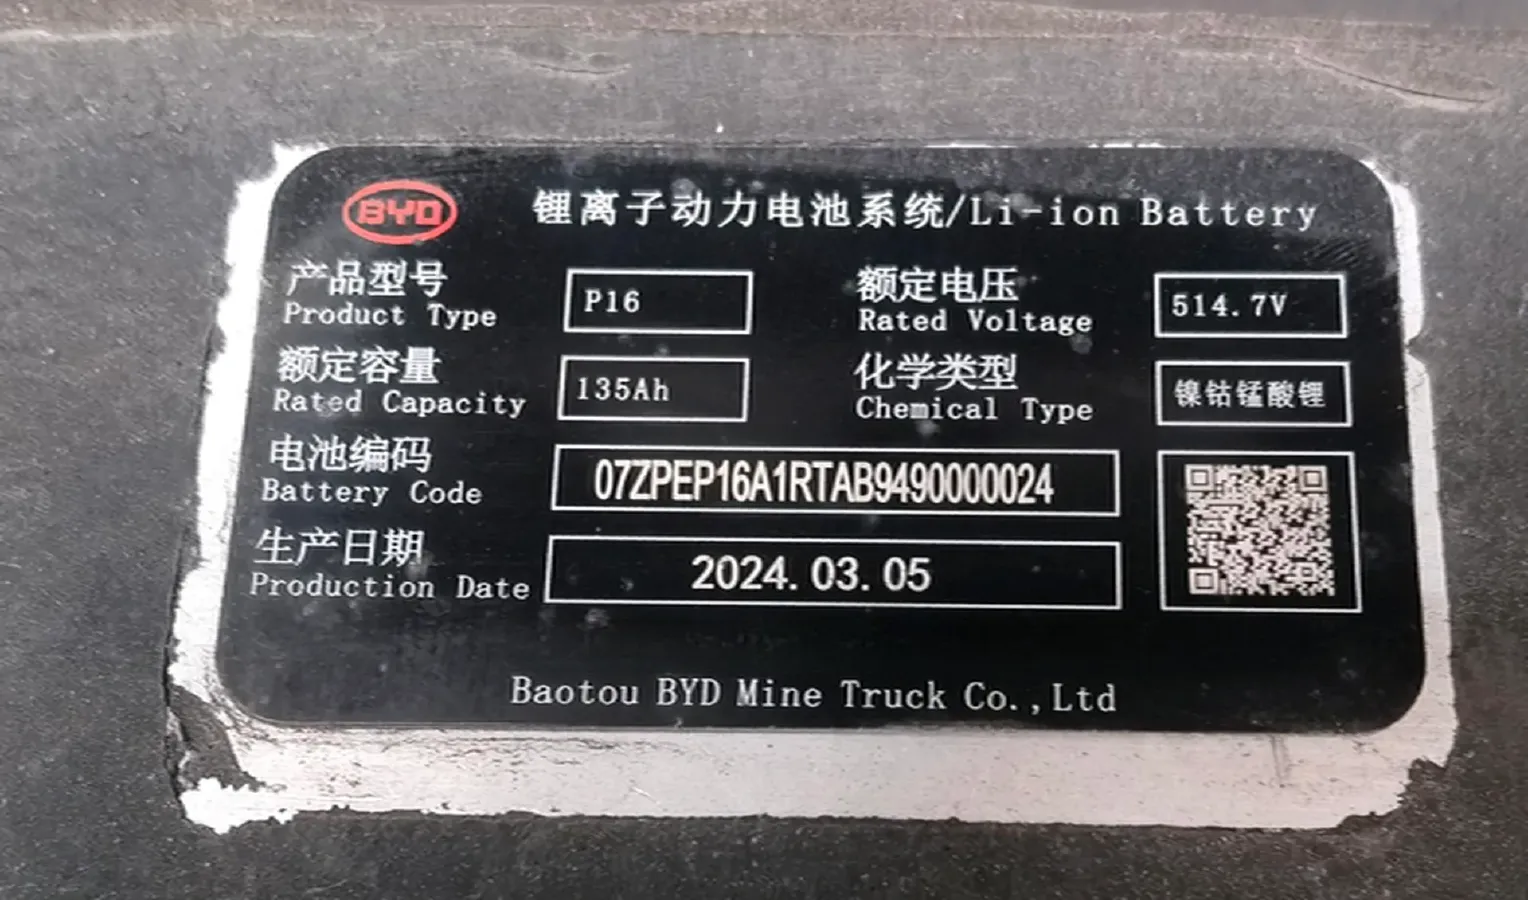 BYD 锂离子动力电池系统/Li-ion Battery
产品型号 P16 额定电压 514.7V
Product Type Rated Voltage
额定容量 135Ah 化学类型 镍钴锰酸锂
Rated Capacity Chemical Type
电池编码 07ZPEP16A1RTAB9490000024
Battery Code
生产日期 2024.03.05
Production Date
Baotou BYD Mine Truck Co.,Ltd